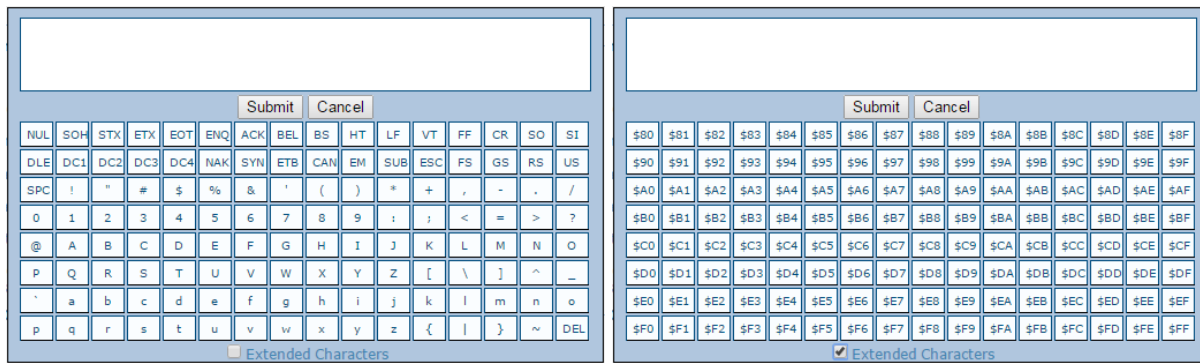 Submit Cancel
NUL SOH STX ETX EOT ENQ ACK BEL BS HT LF VT FF CR SO SI
DLE DC1 DC2 DC3 DC4 NAK SYN ETB CAN EM SUB ESC FS GS RS US
SPC ! " # $ % & ' ( ) * + , - . /
0 1 2 3 4 5 6 7 8 9 : ; < = > ?
@ A B C D E F G H I J K L M N O
P Q R S T U V W X Y Z [ \ ] ^ _
` a b c d e f g h i j k l m n o
p q r s t u v w x y z { | } ~ DEL
Extended Characters
Submit Cancel
$80 $81 $82 $83 $84 $85 $86 $87 $88 $89 $8A $8B $8C $8D $8E $8F
$90 $91 $92 $93 $94 $95 $96 $97 $98 $99 $9A $9B $9C $9D $9E $9F
$A0 $A1 $A2 $A3 $A4 $A5 $A6 $A7 $A8 $A9 $AA $AB $AC $AD $AE $AF
$B0 $B1 $B2 $B3 $B4 $B5 $B6 $B7 $B8 $B9 $BA $BB $BC $BD $BE $BF
$C0 $C1 $C2 $C3 $C4 $C5 $C6 $C7 $C8 $C9 $CA $CB $CC $CD $CE $CF
$D0 $D1 $D2 $D3 $D4 $D5 $D6 $D7 $D8 $D9 $DA $DB $DC $DD $DE $DF
$E0 $E1 $E2 $E3 $E4 $E5 $E6 $E7 $E8 $E9 $EA $EB $EC $ED $EE $EF
$F0 $F1 $F2 $F3 $F4 $F5 $F6 $F7 $F8 $F9 $FA $FB $FC $FD $FE $FF
Extended Characters